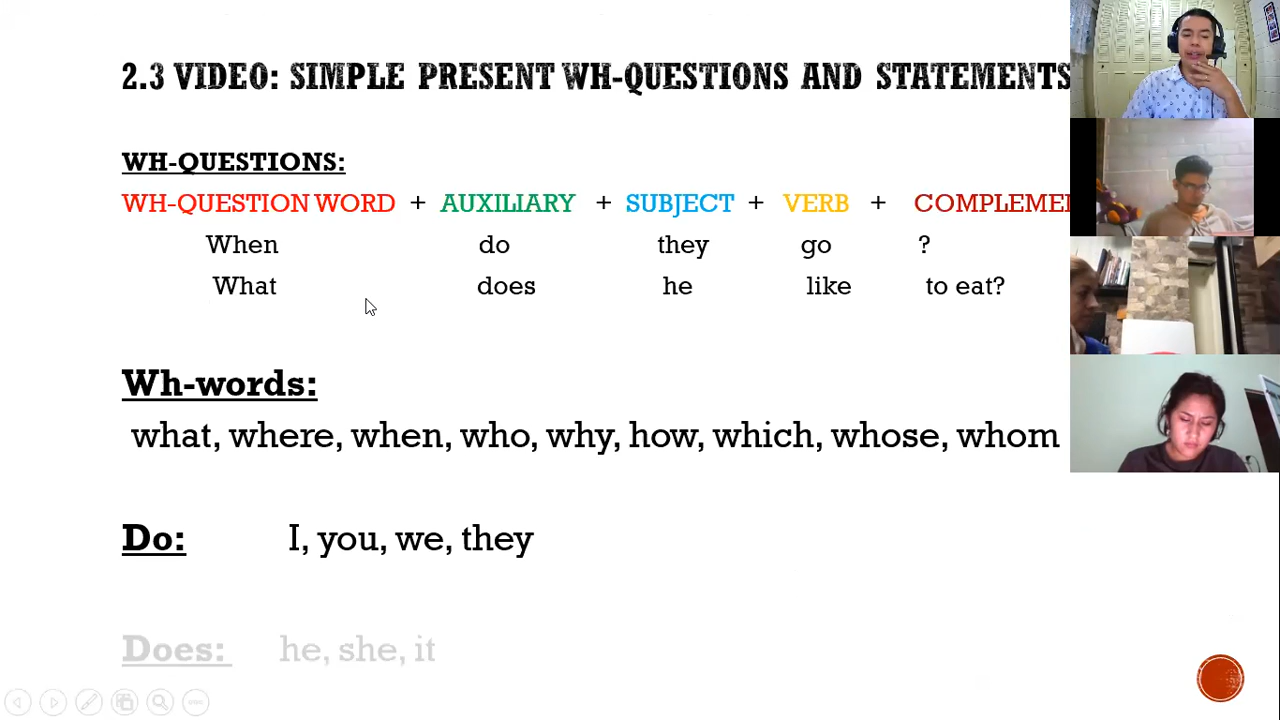 2.3 VIDEO: SIMPLE PRESENT WH-QUESTIONS AND STATEMENTS
WH-QUESTIONS:
WH-QUESTION WORD + AUXILIARY + SUBJECT + VERB + COMPLEME
When do they go ?
What does he like to eat?
Wh-words:
what, where, when, who, why, how, which, whose, whom
Do: I, you, we, they
Does: he, she, it